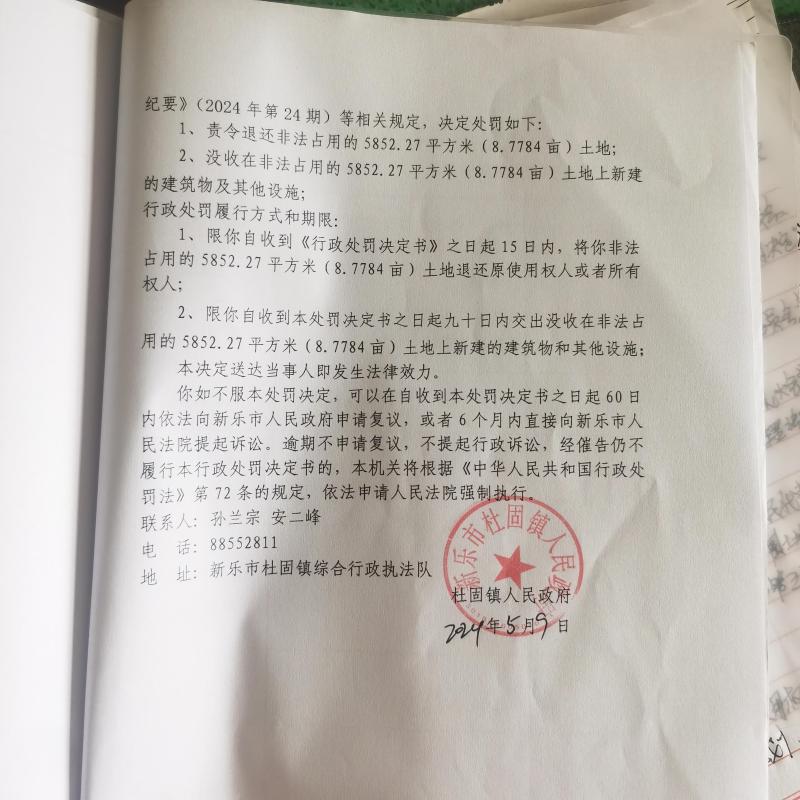 纪要》（2024 年第 24 期）等相关规定，决定处罚如下：
1、责令退还非法占用的 5852.27 平方米（8.7784 亩）土地；
2、没收在非法占用的 5852.27 平方米（8.7784 亩）土地上新建
的建筑物及其他设施；
行政处罚履行方式和期限：
1、限你自收到《行政处罚决定书》之日起 15 日内，将你非法
占用的 5852.27 平方米（8.7784 亩）土地退还原使用权人或者所有
权人；
2、限你自收到本处罚决定书之日起九十日内交出没收在非法占
用的 5852.27 平方米（8.7784 亩）土地上新建的建筑物和其他设施；
本决定送达当事人即发生法律效力。
你如不服本处罚决定，可以在自收到本处罚决定书之日起 60 日
内依法向新乐市人民政府申请复议，或者 6 个月内直接向新乐市人
民法院提起诉讼。逾期不申请复议，不提起行政诉讼，经催告仍不
履行本行政处罚决定书的，本机关将根据《中华人民共和国行政处
罚法》第 72 条的规定，依法申请人民法院强制执行。
联系人：孙兰宗 安二峰
电 话：88552811
地 址：新乐市杜固镇综合行政执法队
新乐市杜固镇人民政府
杜固镇人民政府
2024年5月9日